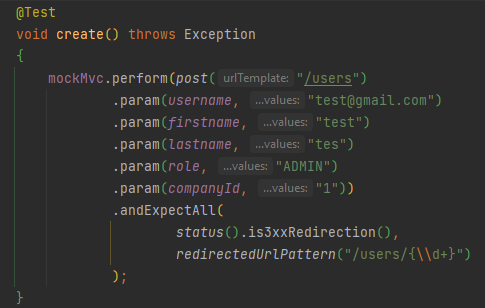 @Test
void create() throws Exception
{
mockMvc.perform(post( urlTemplate: "/users")
.param(username, ...values: "test@gmail.com")
.param(firstname, ...values: "test")
.param(lastname, ...values: "tes")
.param(role, ...values: "ADMIN")
.param(companyId, ...values: "1"))
.andExpectAll(
status().is3xxRedirection(),
redirectedUrlPattern("/users/{\\d+}")
);
}